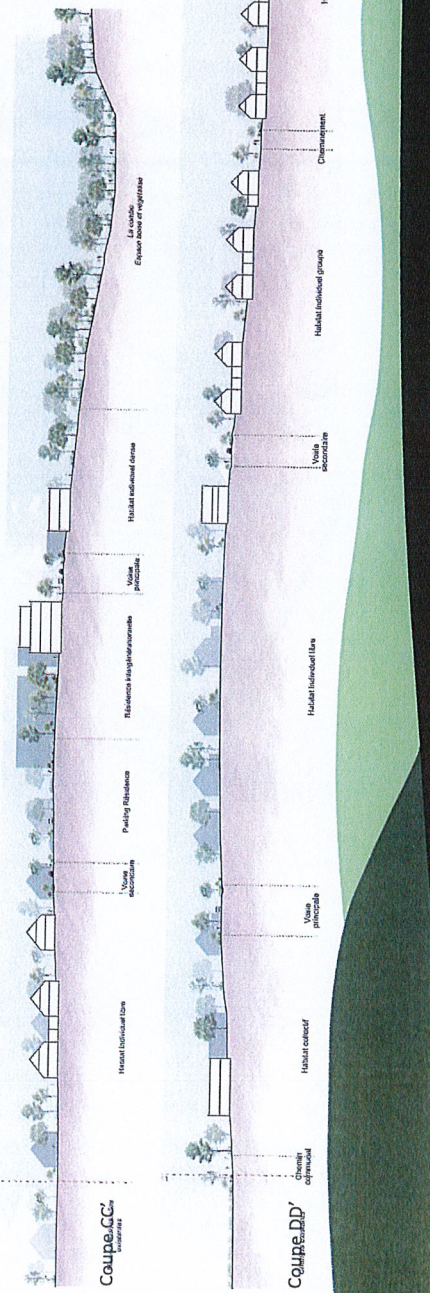 Coupe CC'
existantes
Habitat individuel libre
Voirie
secondaire
Parking Résidence
Résidence intergénérationnelle
Voirie
principale
Habitat individuel dense
La combe
Espace boisé et végétalisé
Coupe DD'
Chemin
communal
Habitat collectif
Voirie
principale
Habitat individuel libre
Voirie
secondaire
Habitat individuel groupé
Cheminement
H